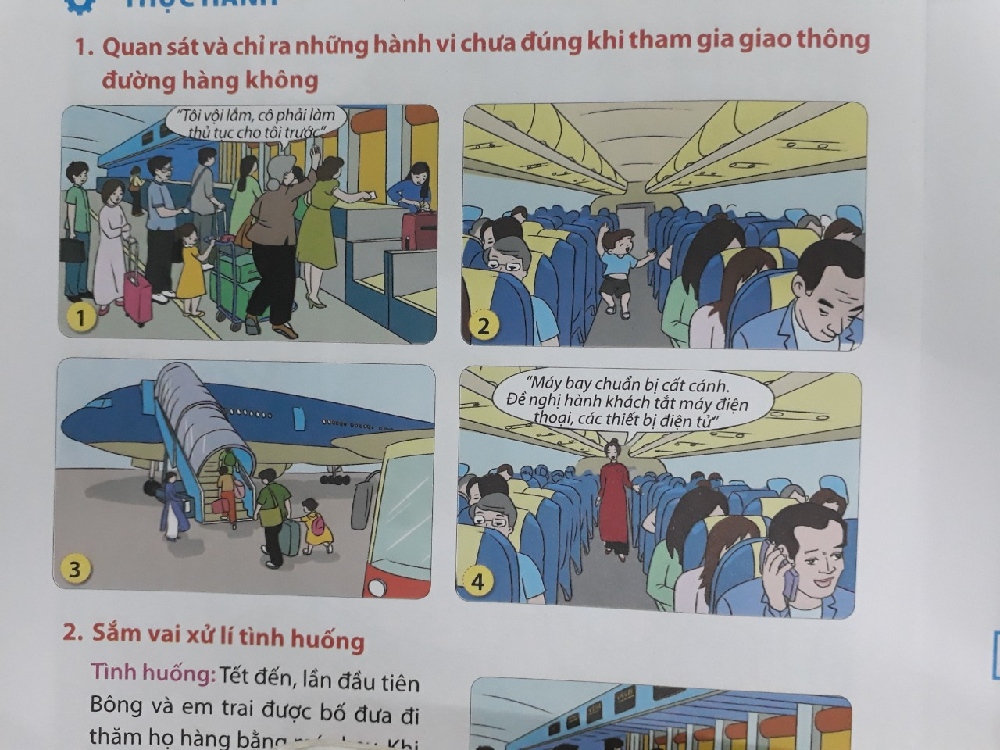 THỰC HÀNH
1. Quan sát và chỉ ra những hành vi chưa đúng khi tham gia giao thông
đường hàng không
"Tôi vội lắm, cô phải làm
thủ tục cho tôi trước"
1
2
3
"Máy bay chuẩn bị cất cánh.
Đề nghị hành khách tắt máy điện
thoại, các thiết bị điện tử"
4
2. Sắm vai xử lí tình huống
Tình huống: Tết đến, lần đầu tiên
Bông và em trai được bố đưa đi
thăm họ hàng bằng Khi